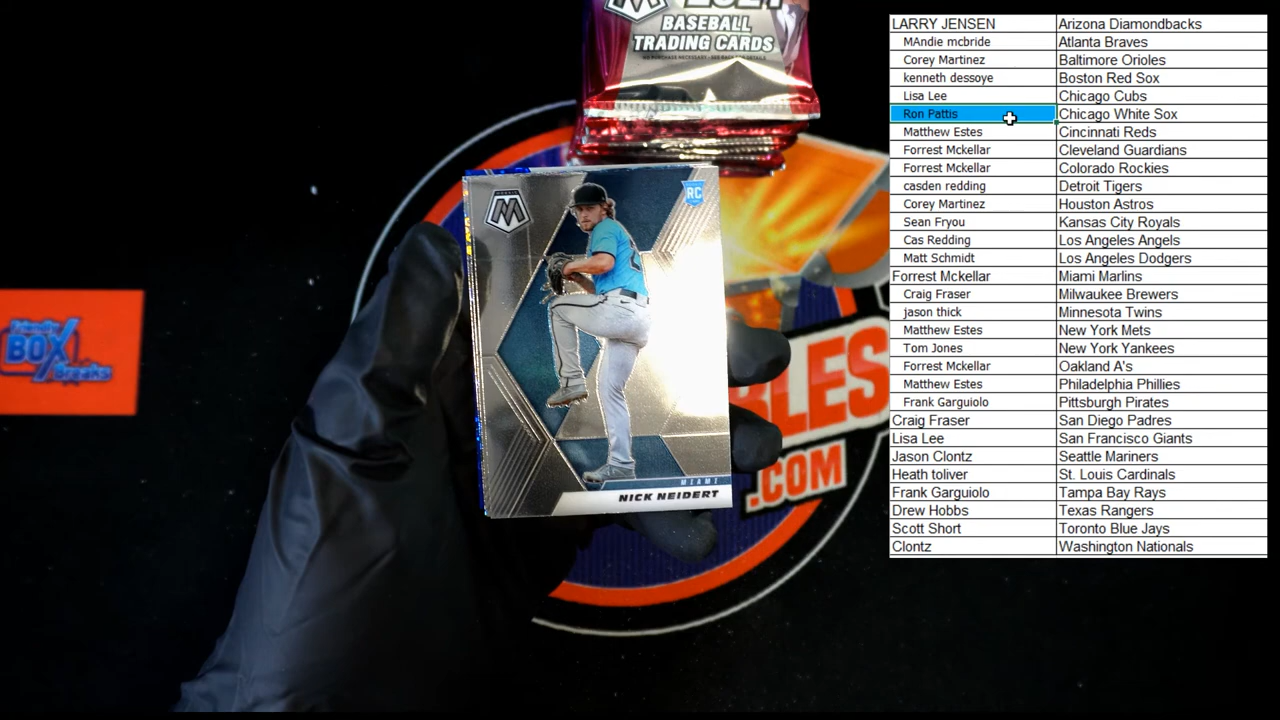 2021
BASEBALL
TRADING CARDS
M
RC
MIAMI
NICK NEIDERT
Friendly
BOX
Breaks
BLES
.COM
LARRY JENSEN Arizona Diamondbacks
MAndie mcbride Atlanta Braves
Corey Martinez Baltimore Orioles
kenneth dessoye Boston Red Sox
Lisa Lee Chicago Cubs
Ron Pattis Chicago White Sox
Matthew Estes Cincinnati Reds
Forrest Mckellar Cleveland Guardians
Forrest Mckellar Colorado Rockies
casden redding Detroit Tigers
Corey Martinez Houston Astros
Sean Fryou Kansas City Royals
Cas Redding Los Angeles Angels
Matt Schmidt Los Angeles Dodgers
Forrest Mckellar Miami Marlins
Craig Fraser Milwaukee Brewers
jason thick Minnesota Twins
Matthew Estes New York Mets
Tom Jones New York Yankees
Forrest Mckellar Oakland A's
Matthew Estes Philadelphia Phillies
Frank Garguiolo Pittsburgh Pirates
Craig Fraser San Diego Padres
Lisa Lee San Francisco Giants
Jason Clontz Seattle Mariners
Heath toliver St. Louis Cardinals
Frank Garguiolo Tampa Bay Rays
Drew Hobbs Texas Rangers
Scott Short Toronto Blue Jays
Clontz Washington Nationals